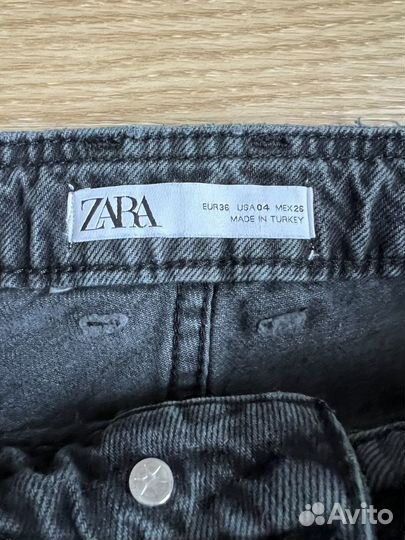 ZARA
EUR36 USA04 MEX26
MADE IN TURKEY
Avito